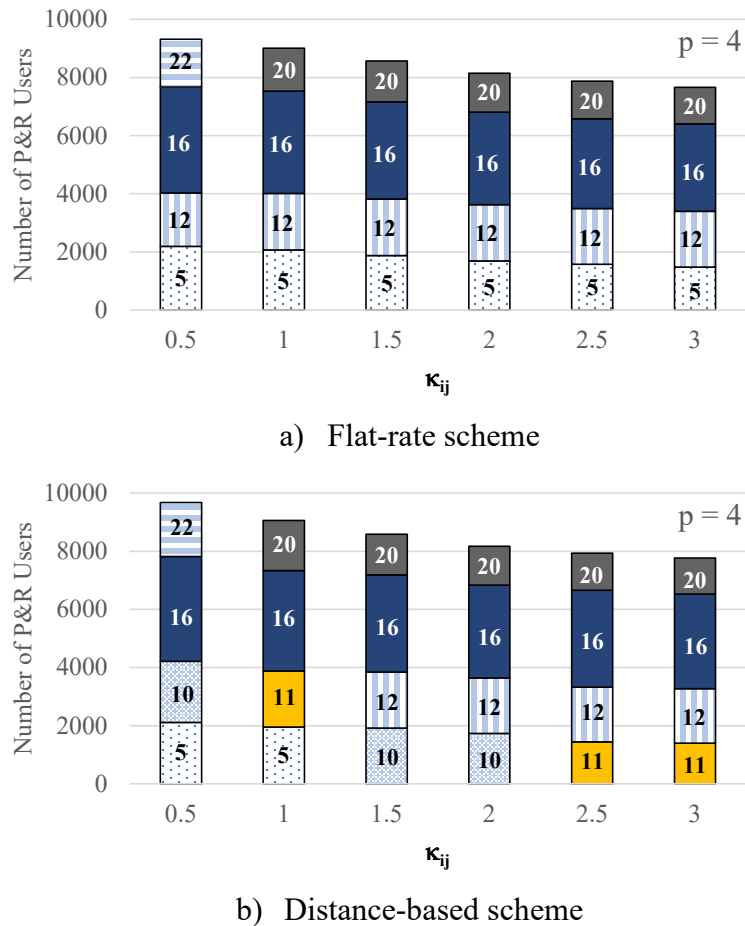 10000
p = 4
8000
6000
4000
2000
0
Number of P&R Users
22 20 20 20 20 20
16 16 16 16 16 16
12 12 12 12 12 12
5 5 5 5 5 5
0.5 1 1.5 2 2.5 3
κij
a) Flat-rate scheme
10000
p = 4
8000
6000
4000
2000
0
Number of P&R Users
22 20 20 20 20 20
16 16 16 16 16 16
10 11 12 12 12 12
5 5 10 10 11 11
0.5 1 1.5 2 2.5 3
κij
b) Distance-based scheme